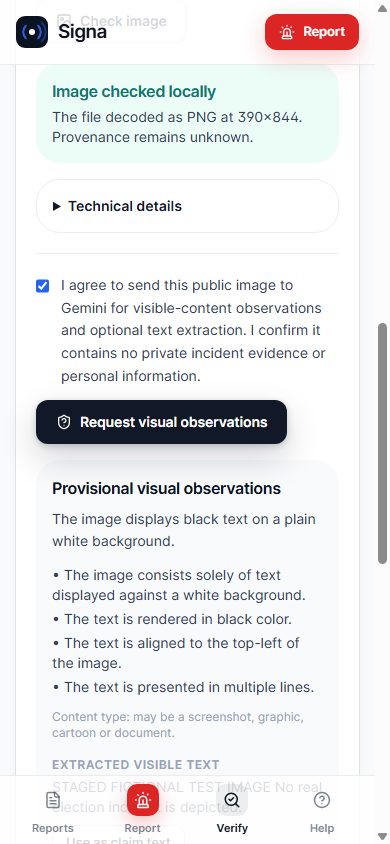 Check image
Signa
Report
Image checked locally
The file decoded as PNG at 390×844.
Provenance remains unknown.
Technical details
I agree to send this public image to
Gemini for visible-content observations
and optional text extraction. I confirm it
contains no private incident evidence or
personal information.
Request visual observations
Provisional visual observations
The image displays black text on a plain
white background.
• The image consists solely of text
displayed against a white background.
• The text is rendered in black color.
• The text is aligned to the top-left of
the image.
• The text is presented in multiple lines.
Content type: may be a screenshot, graphic,
cartoon or document.
EXTRACTED VISIBLE TEXT
STAGED FICTIONAL TEST IMAGE No real
election incident is depicted.
Reports
Report
Verify
Help
Use as claim text